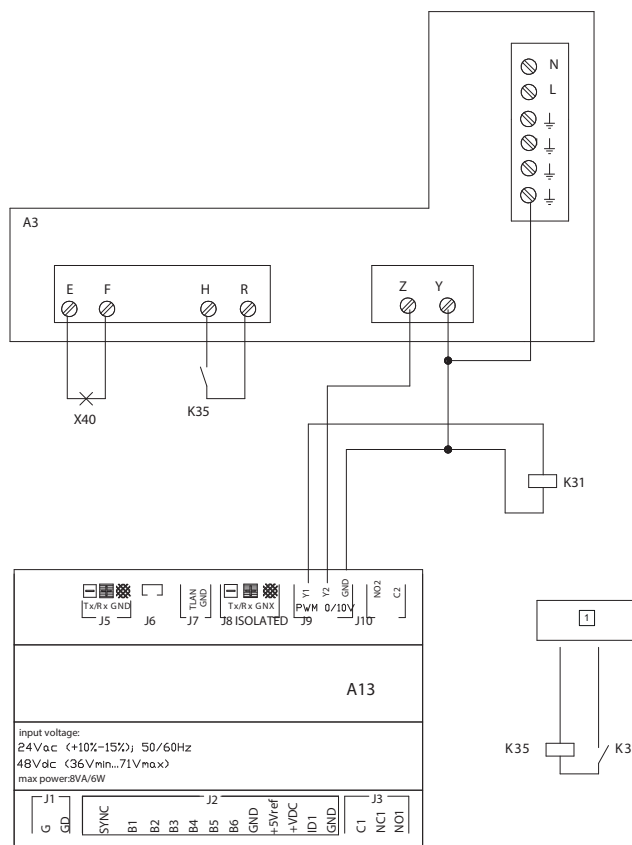 N
L
A3
E F H R
Z Y
X40
K35
K31
Y1 Y2 GND
NO2 C2
TLAN GND
Tx/Rx GND
Tx/Rx GNX
PWM 0/10V
J5 J6 J7 J8 ISOLATED J9 J10
1
A13
K35
K3
input voltage:
24Vac (+10%-15%); 50/60Hz
48Vdc (36Vmin...71Vmax)
max power:8VA/6W
J1 J2 J3
G GD SYNC B1 B2 B3 B4 B5 B6 GND +5Vref +VDC ID1 GND C1 NC1 NO1